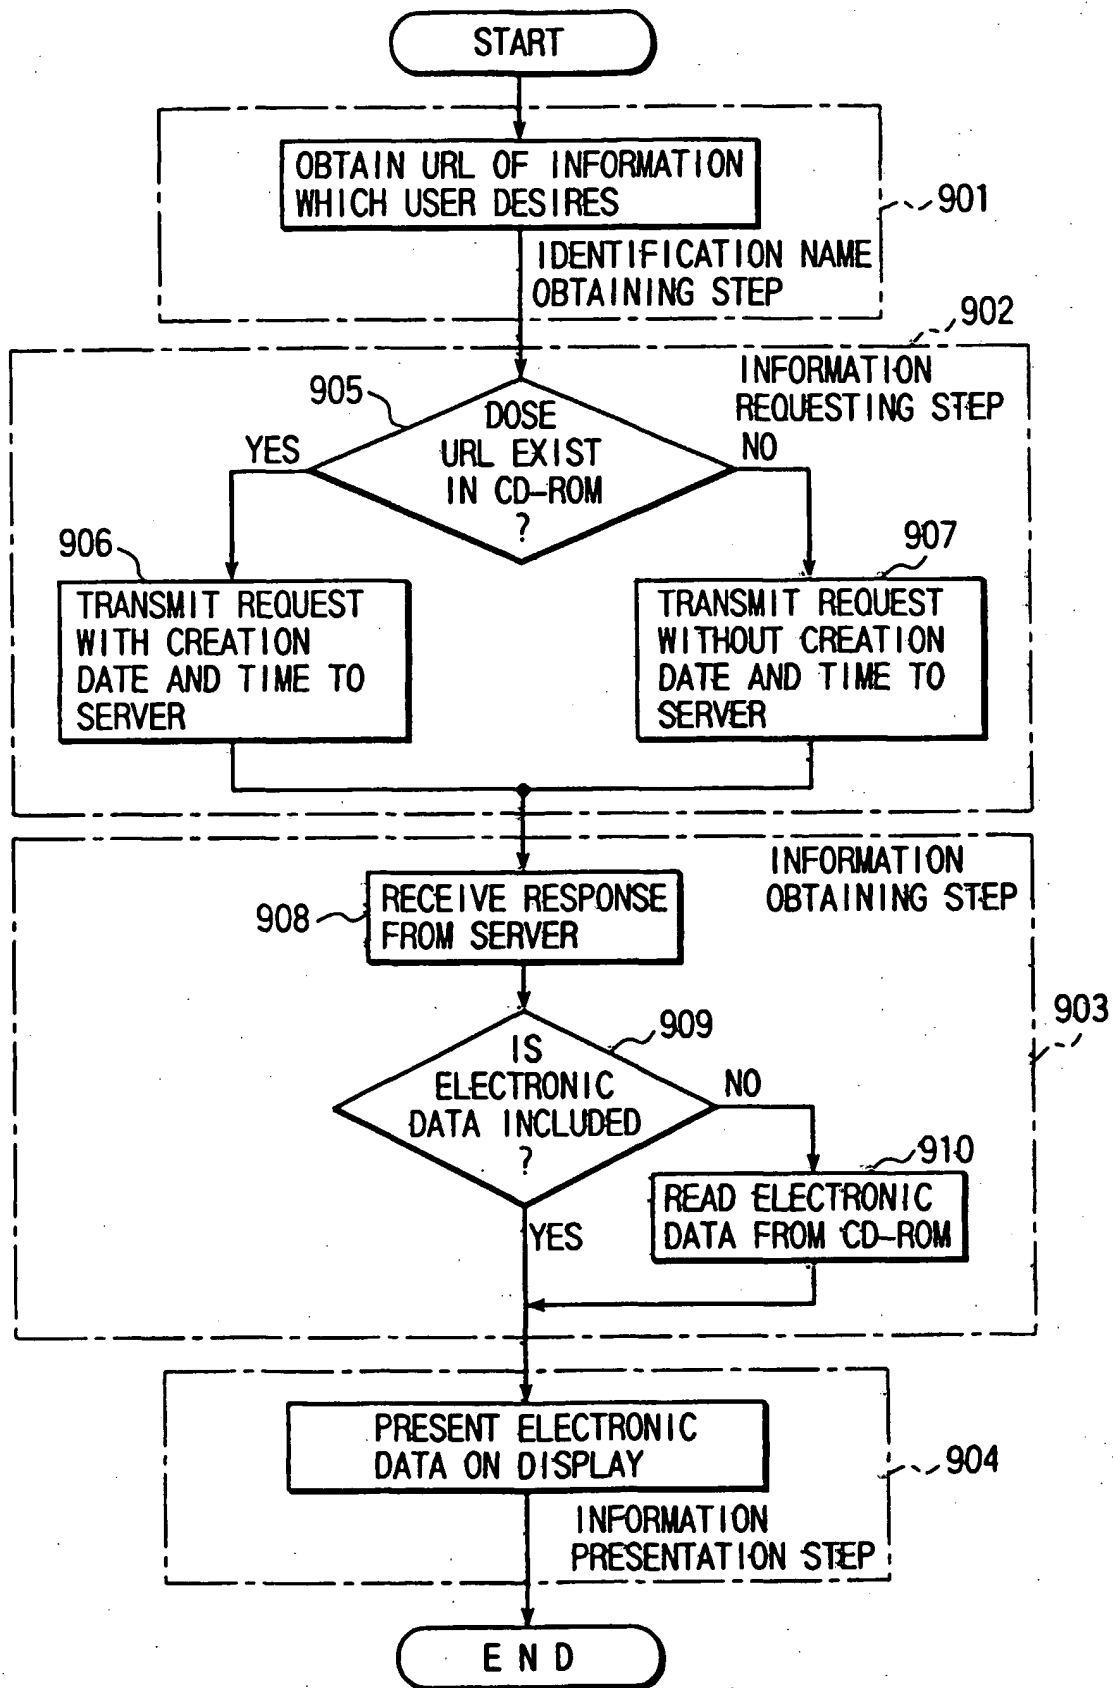 START
OBTAIN URL OF INFORMATION
WHICH USER DESIRES
901
IDENTIFICATION NAME
OBTAINING STEP
902
INFORMATION
REQUESTING STEP
905
DOSE
URL EXIST
IN CD-ROM
?
YES
NO
906
907
TRANSMIT REQUEST
WITH CREATION
DATE AND TIME TO
SERVER
TRANSMIT REQUEST
WITHOUT CREATION
DATE AND TIME TO
SERVER
INFORMATION
OBTAINING STEP
908
RECEIVE RESPONSE
FROM SERVER
903
909
IS
ELECTRONIC
DATA INCLUDED
?
NO
910
READ ELECTRONIC
DATA FROM CD-ROM
YES
PRESENT ELECTRONIC
DATA ON DISPLAY
904
INFORMATION
PRESENTATION STEP
END